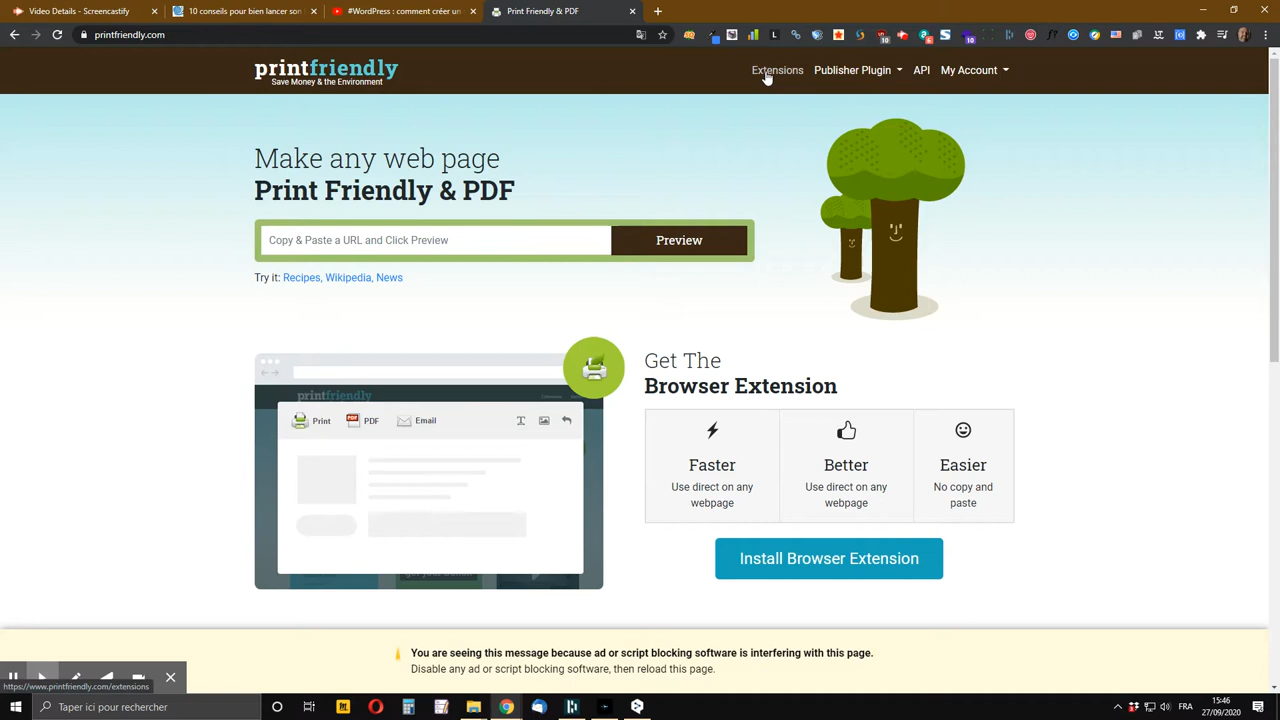 Video Details - Screencastify
10 conseils pour bien lancer son
#WordPress : comment créer un
Print Friendly & PDF
printfriendly.com
printfriendly
Save Money & the Environment
Extensions
Publisher Plugin
API
My Account
Make any web page
Print Friendly & PDF
Copy & Paste a URL and Click Preview
Preview
Try it: Recipes, Wikipedia, News
Get The
Browser Extension
printfriendly
Print
PDF
Email
Faster
Better
Easier
Use direct on any
webpage
Use direct on any
webpage
No copy and
paste
Install Browser Extension
You are seeing this message because ad or script blocking software is interfering with this page.
Disable any ad or script blocking software, then reload this page.
https://www.printfriendly.com/extensions
Taper ici pour rechercher
FRA
15:46
27/09/2020